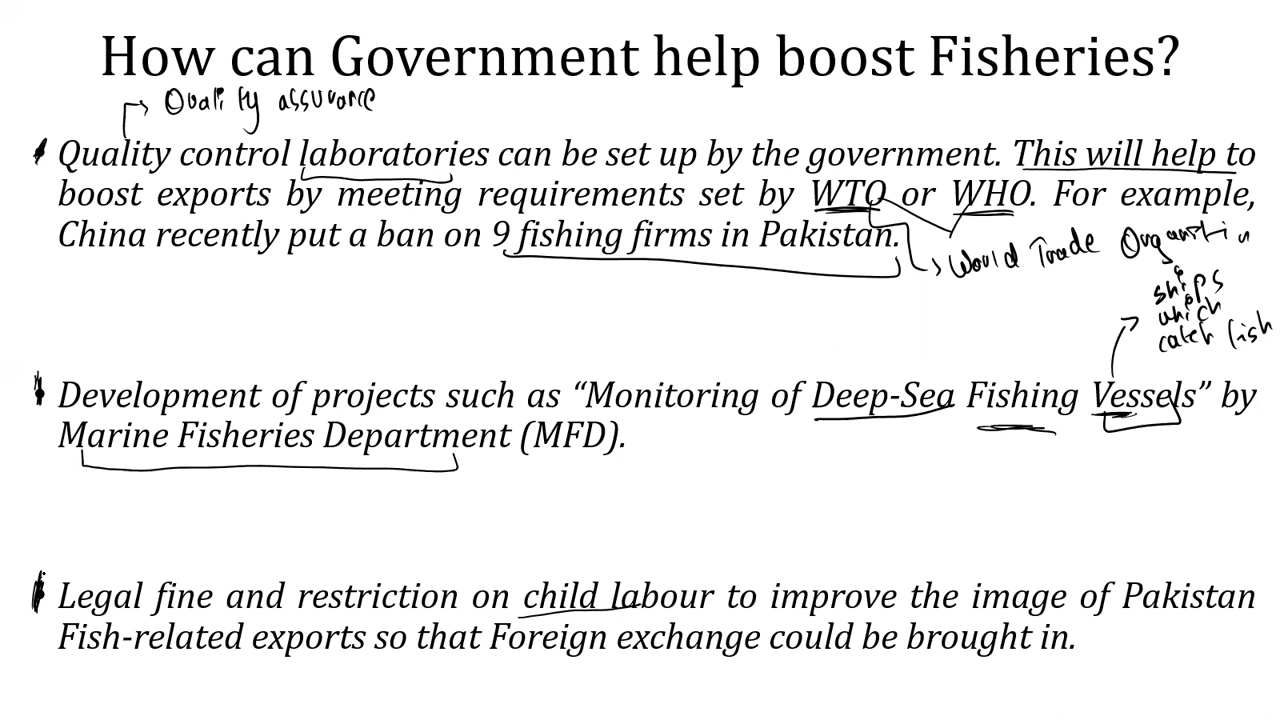 How can Government help boost Fisheries?
Quality assurance
Quality control laboratories can be set up by the government. This will help to
boost exports by meeting requirements set by WTO or WHO. For example,
China recently put a ban on 9 fishing firms in Pakistan.
World Trade Organization
ships
which
catch fish
Development of projects such as “Monitoring of Deep-Sea Fishing Vessels” by
Marine Fisheries Department (MFD).
Legal fine and restriction on child labour to improve the image of Pakistan
Fish-related exports so that Foreign exchange could be brought in.